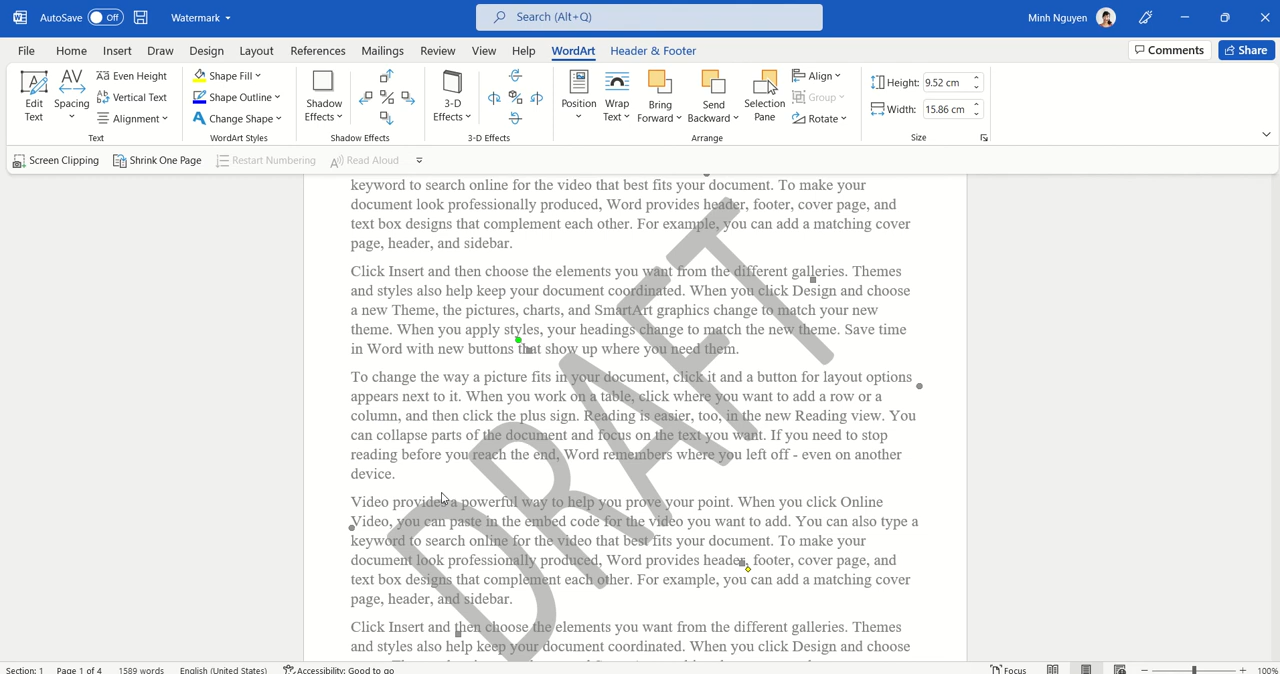 AutoSave Off Watermark Search (Alt+Q) Minh Nguyen
File Home Insert Draw Design Layout References Mailings Review View Help WordArt Header & Footer Comments Share
Edit Text
Spacing
Even Height
Vertical Text
Alignment
Text
Shape Fill
Shape Outline
Change Shape
WordArt Styles
Shadow Effects
Shadow Effects
3-D Effects
3-D Effects
Position
Wrap Text
Bring Forward
Send Backward
Selection Pane
Align
Group
Rotate
Arrange
Height: 9.52 cm
Width: 15.86 cm
Size
Screen Clipping Shrink One Page Restart Numbering Read Aloud
keyword to search online for the video that best fits your document. To make your
document look professionally produced, Word provides header, footer, cover page, and
text box designs that complement each other. For example, you can add a matching cover
page, header, and sidebar.
Click Insert and then choose the elements you want from the different galleries. Themes
and styles also help keep your document coordinated. When you click Design and choose
a new Theme, the pictures, charts, and SmartArt graphics change to match your new
theme. When you apply styles, your headings change to match the new theme. Save time
in Word with new buttons that show up where you need them.
To change the way a picture fits in your document, click it and a button for layout options
appears next to it. When you work on a table, click where you want to add a row or a
column, and then click the plus sign. Reading is easier, too, in the new Reading view. You
can collapse parts of the document and focus on the text you want. If you need to stop
reading before you reach the end, Word remembers where you left off - even on another
device.
Video provides a powerful way to help you prove your point. When you click Online
Video, you can paste in the embed code for the video you want to add. You can also type a
keyword to search online for the video that best fits your document. To make your
document look professionally produced, Word provides header, footer, cover page, and
text box designs that complement each other. For example, you can add a matching cover
page, header, and sidebar.
Click Insert and then choose the elements you want from the different galleries. Themes
and styles also help keep your document coordinated. When you click Design and choose
DRAFT
Section: 1 Page 1 of 4 1589 words English (United States) Accessibility: Good to go Focus 100%